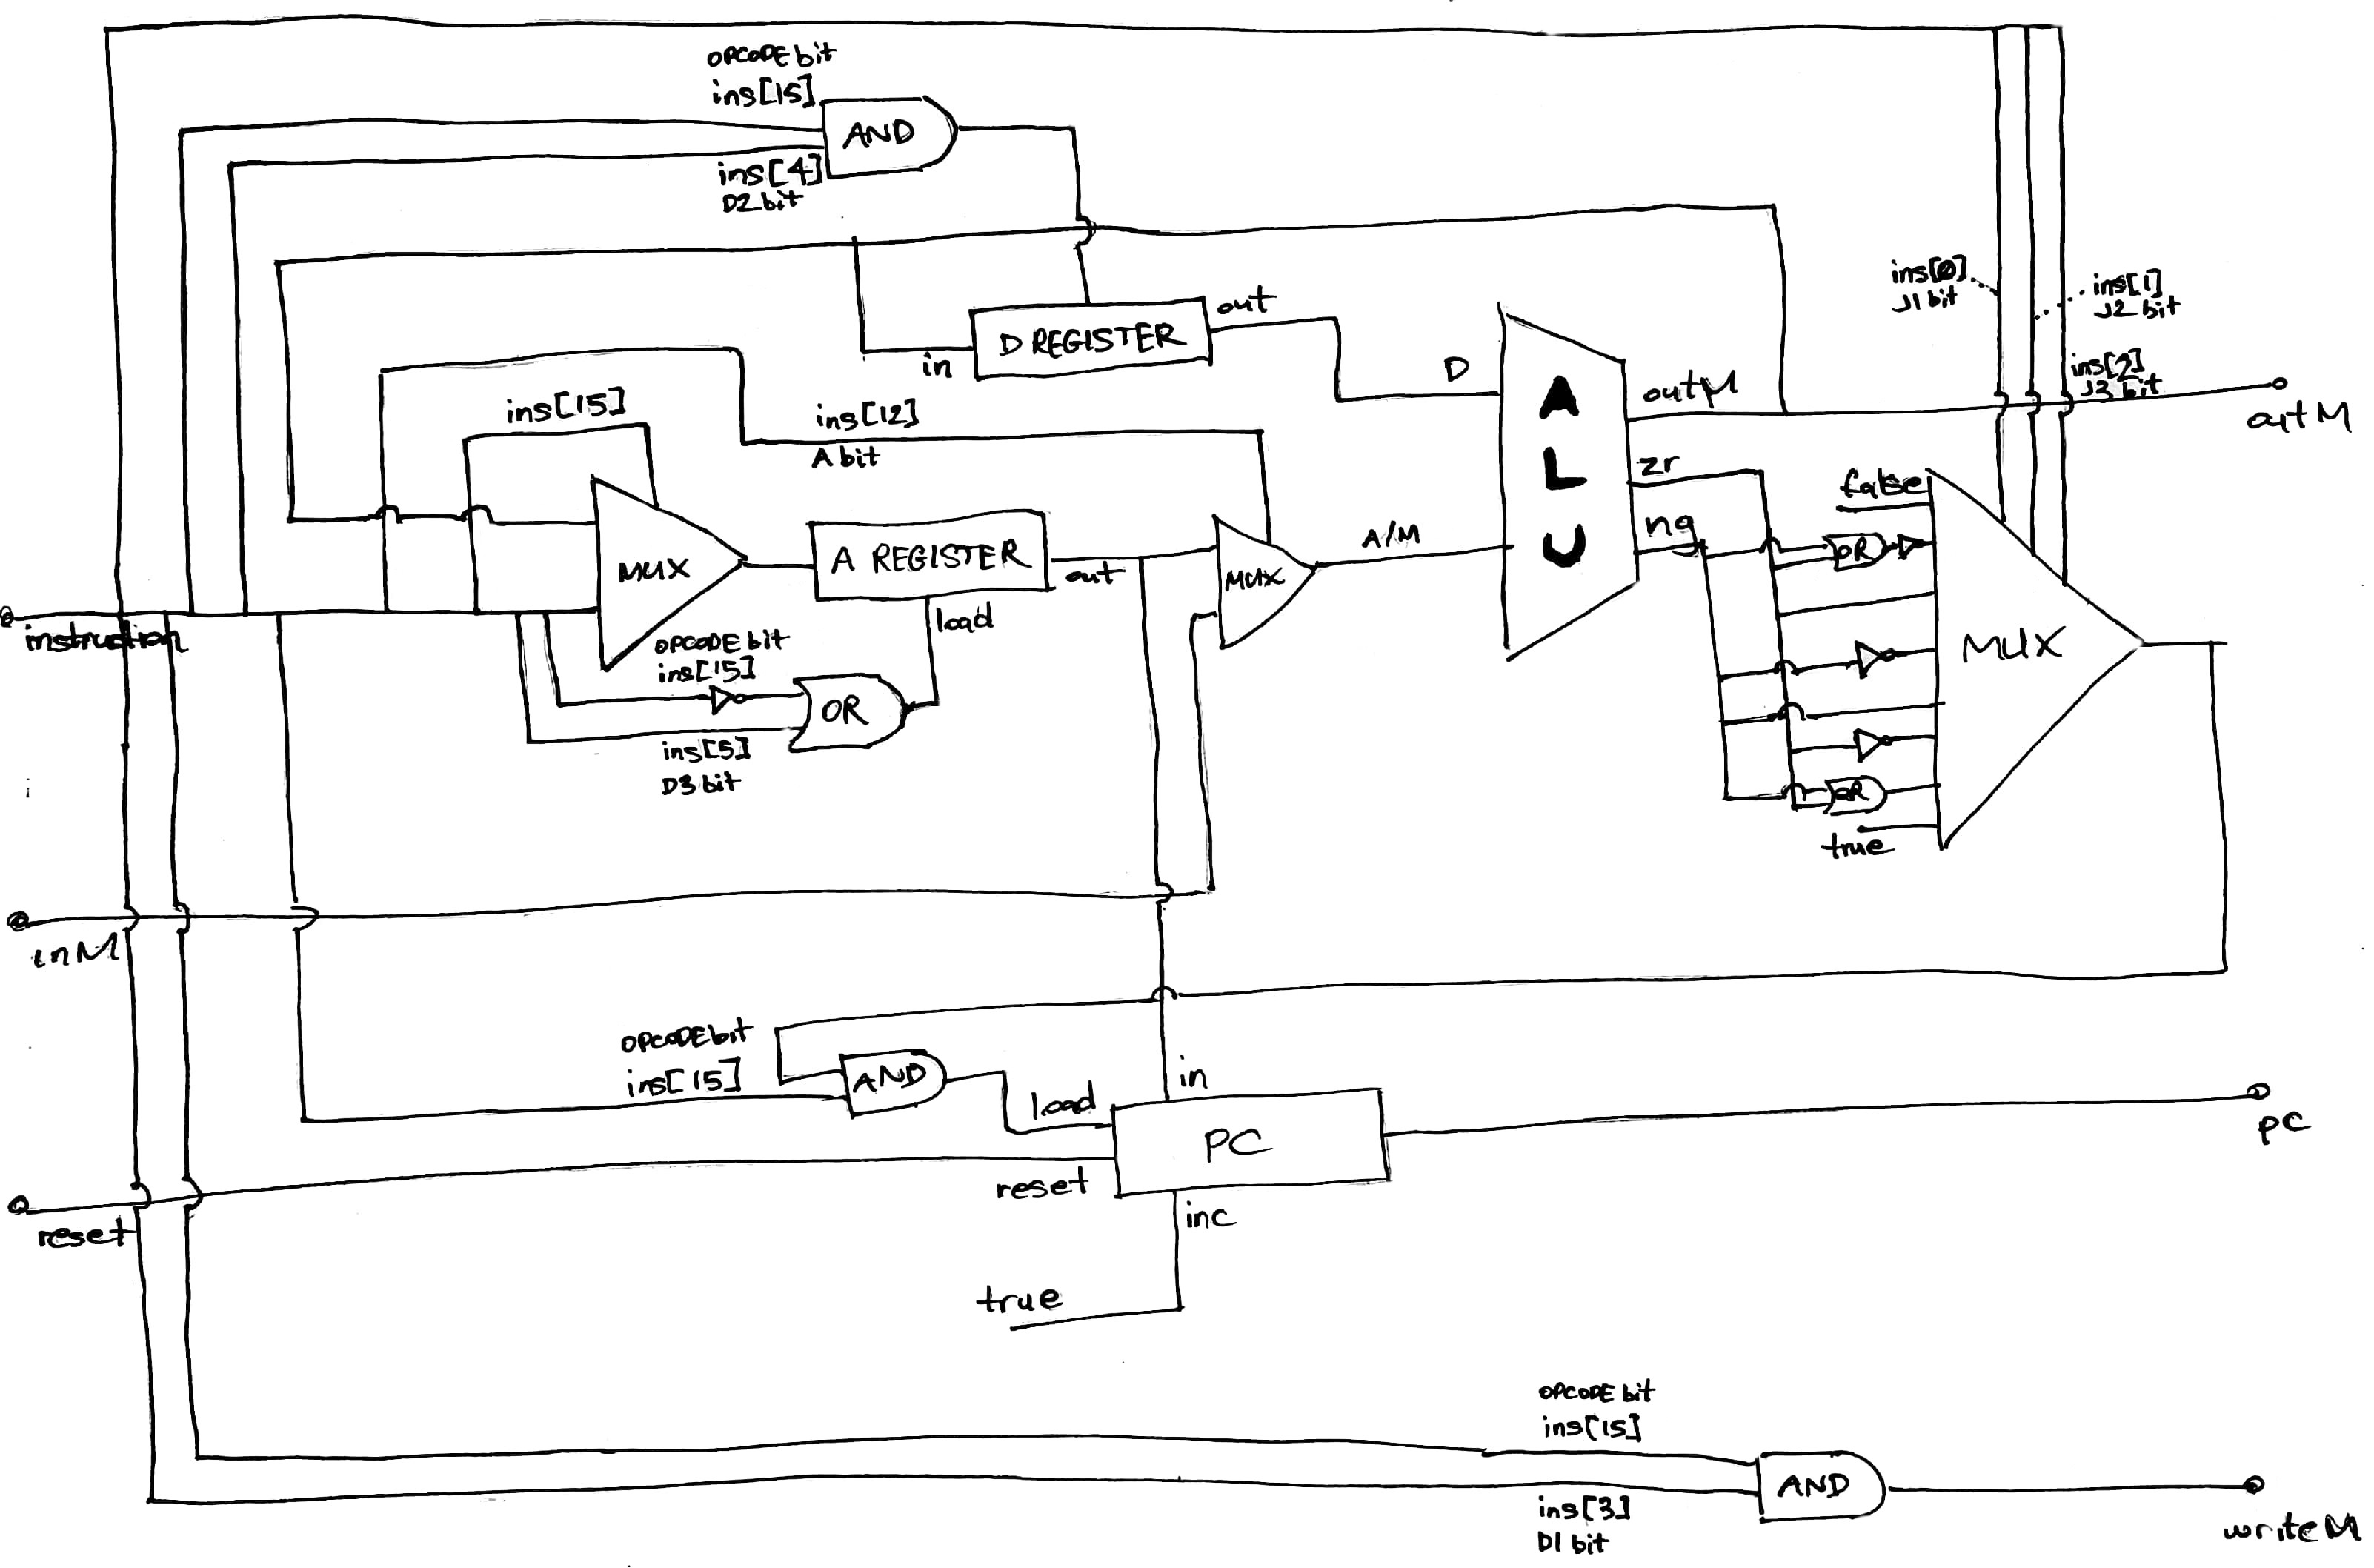 OPCODE bit
ins[15]
AND
ins[4]
D2 bit
ins[0]
J1 bit
ins[1]
J2 bit
out
D REGISTER
in
D
ins[2]
J3 bit
outM
outM
ins[15]
ins[12]
A bit
ALU
zr
false
ng
OR
MUX
A REGISTER
out
MUX
A/M
load
instruction
OPCODE bit
ins[15]
OR
ins[5]
D3 bit
MUX
OR
true
inM
OPCODE bit
ins[15]
AND
in
load
PC
pc
reset
reset
inc
true
OPCODE bit
ins[15]
AND
ins[3]
D1 bit
writeM